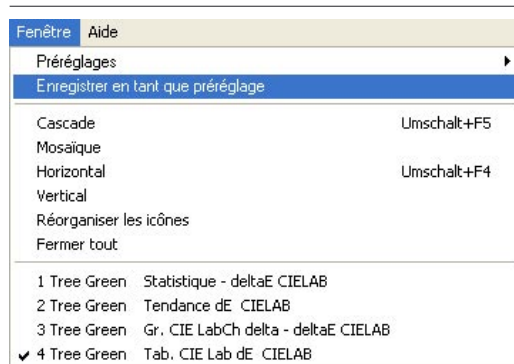 Fenêtre Aide
Préréglages
Enregistrer en tant que préréglage
Cascade Umschalt+F5
Mosaïque
Horizontal Umschalt+F4
Vertical
Réorganiser les icônes
Fermer tout
1 Tree Green Statistique - deltaE CIELAB
2 Tree Green Tendance dE CIELAB
3 Tree Green Gr. CIE LabCh delta - deltaE CIELAB
4 Tree Green Tab. CIE Lab dE CIELAB